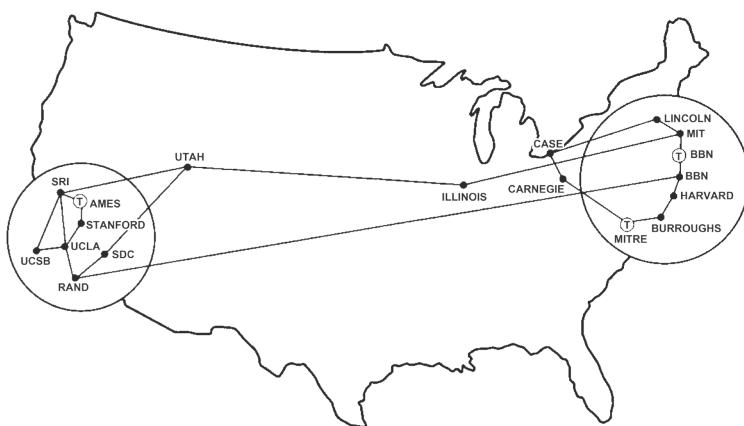 LINCOLN
MIT
CASE
T BBN
UTAH
BBN
SRI
CARNEGIE
ILLINOIS
T AMES
HARVARD
STANFORD
T
BURROUGHS
MITRE
UCLA
SDC
UCSB
RAND